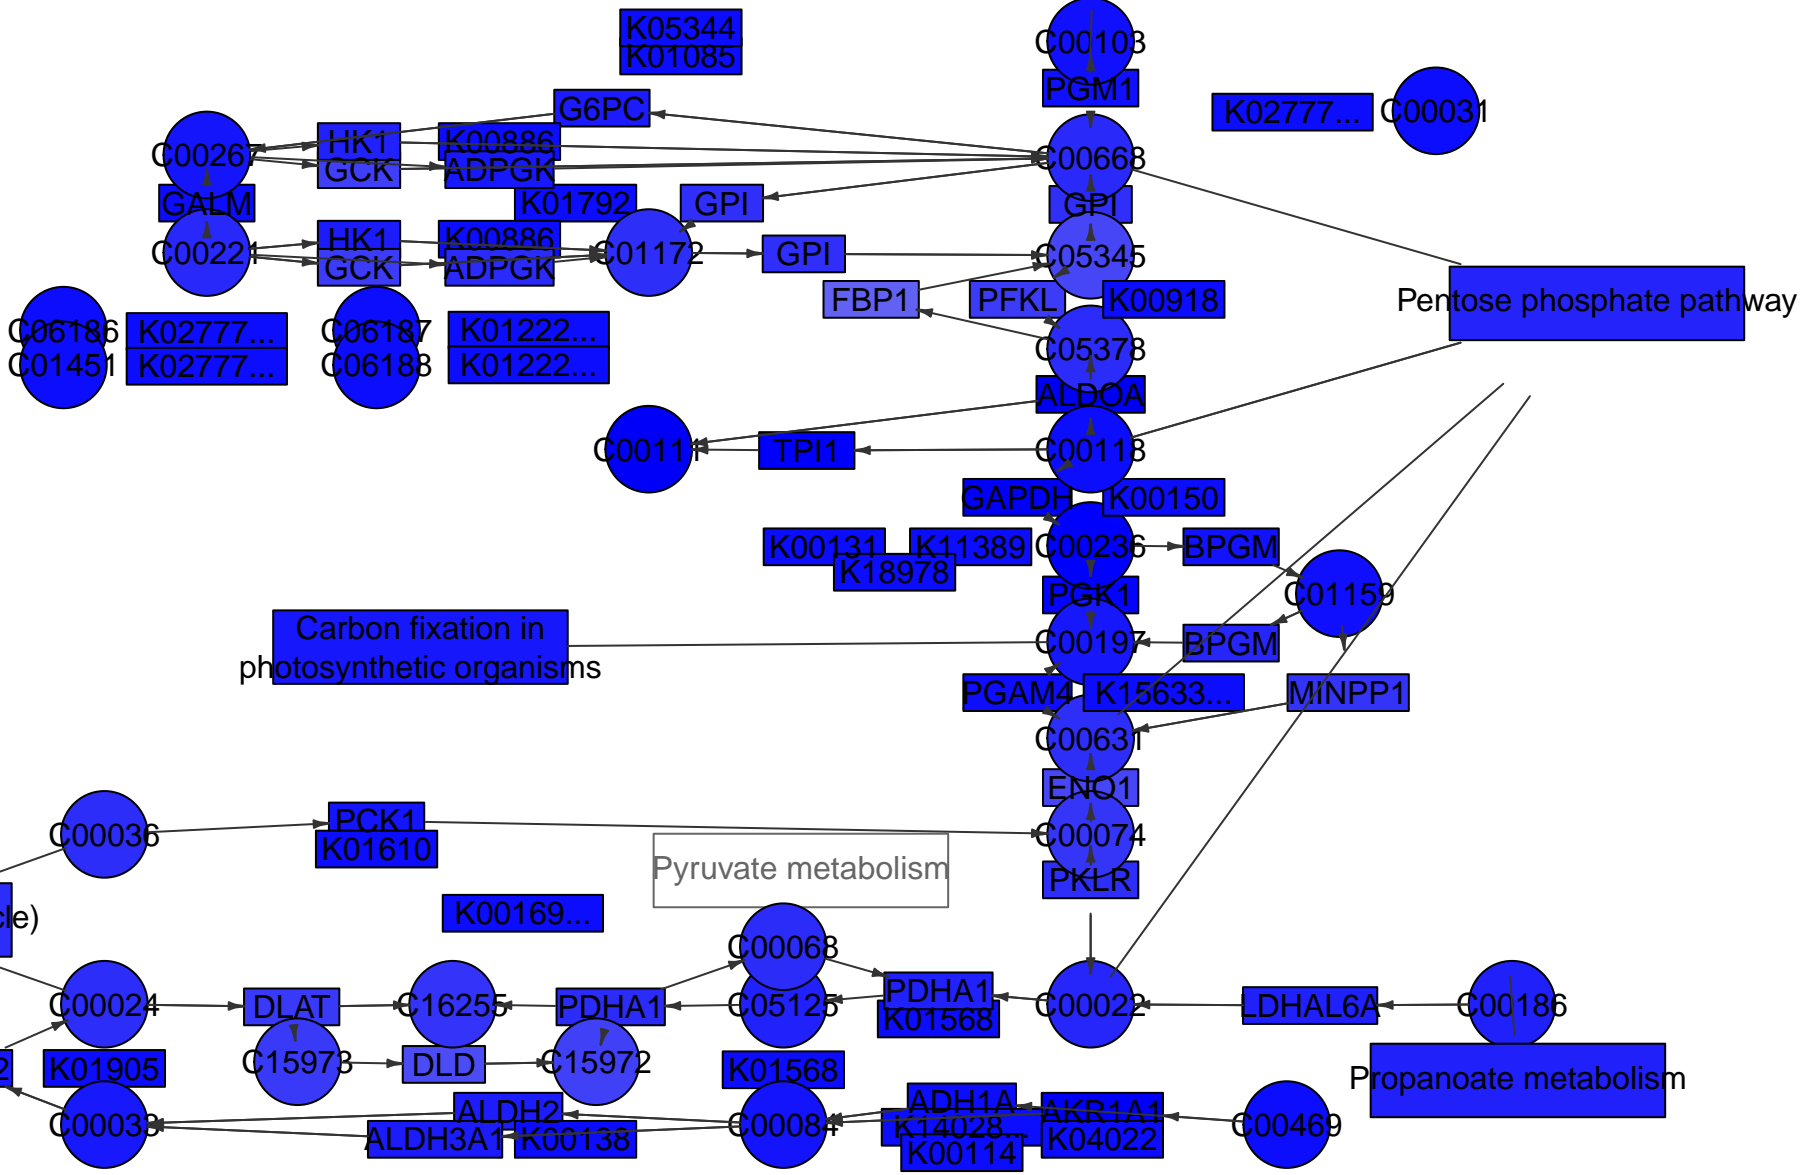 K05344
C00103
K01085
PGM1
G6PC
K02777...
C00031
HK1
K00886
C00267
C00668
GCK
ADPGK
GALM
K01792
GPI
GPI
HK1
K00886
C00221
C01172
GPI
C05345
GCK
ADPGK
FBP1
PFKL
K00918
Pentose phosphate pathway
C06186
K02777...
C06187
K01222...
C05378
C01451
K02777...
C06188
K01222...
ALDOA
C00111
TPI1
C00118
GAPDH
K00150
K00131
K11389
C00236
BPGM
K18978
PGK1
C01159
Carbon fixation in
photosynthetic organisms
C00197
BPGM
PGAM4
K15633...
MINPP1
C00631
ENO1
C00036
PCK1
C00074
K01610
Pyruvate metabolism
PKLR
cle)
K00169...
C00068
C00024
DLAT
C16255
PDHA1
C05125
PDHA1
C00022
LDHAL6A
C00186
K01568
2
K01905
C15973
DLD
C15972
K01568
Propanoate metabolism
C00033
ALDH2
C00084
ADH1A
AKR1A1
C00469
ALDH3A1
K00138
K14028...
K04022
K00114